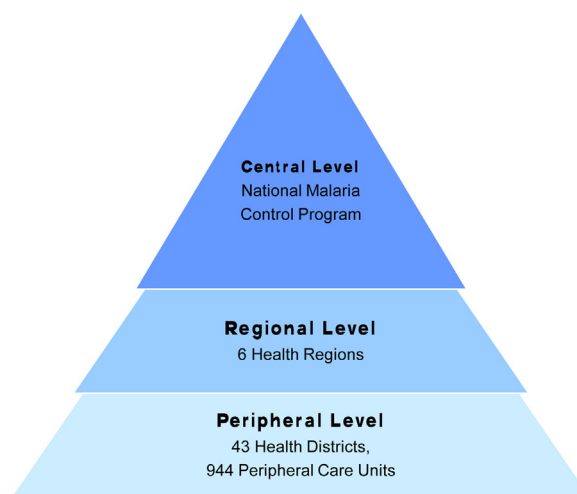 Central Level
National Malaria
Control Program
Regional Level
6 Health Regions
Peripheral Level
43 Health Districts,
944 Peripheral Care Units